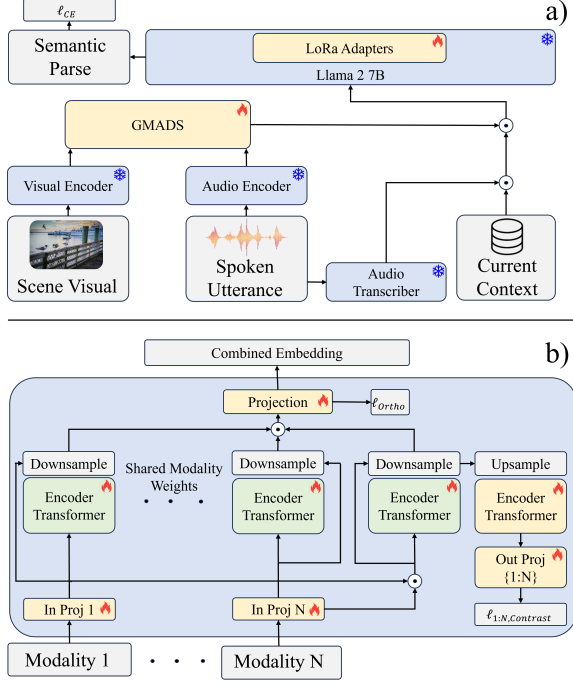 a)
ℓ_CE
Semantic
Parse
LoRa Adapters
Llama 2 7B
GMADS
Visual Encoder
Audio Encoder
Scene Visual
Spoken
Utterance
Audio
Transcriber
Current
Context
b)
Combined Embedding
Projection
ℓ_Ortho
Downsample
Shared Modality
Weights
. . .
Downsample
Downsample
Upsample
Encoder
Transformer
Encoder
Transformer
Encoder
Transformer
Encoder
Transformer
Out Proj
{1:N}
In Proj 1
In Proj N
ℓ_1:N,Contrast
Modality 1
. . .
Modality N